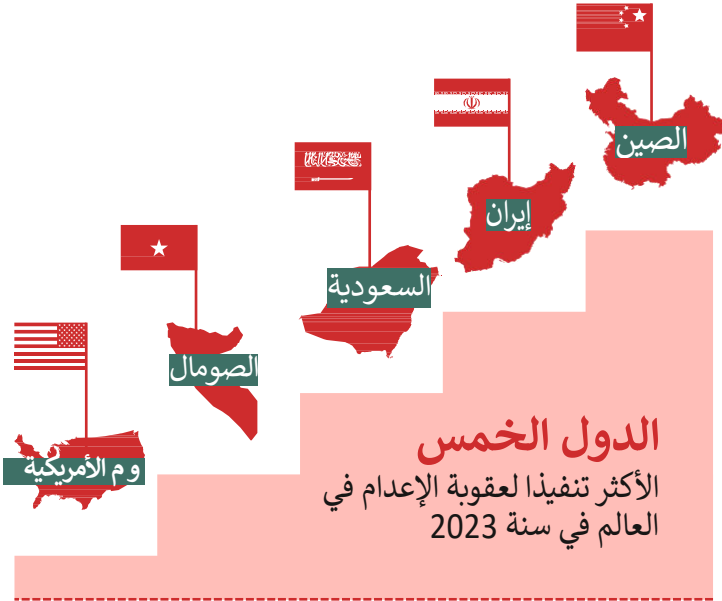 الصين
إيران
السعودية
الصومال
و م الأمريكية
الدول الخمس
الأكثر تنفيذا لعقوبة الإعدام في
العالم في سنة 2023